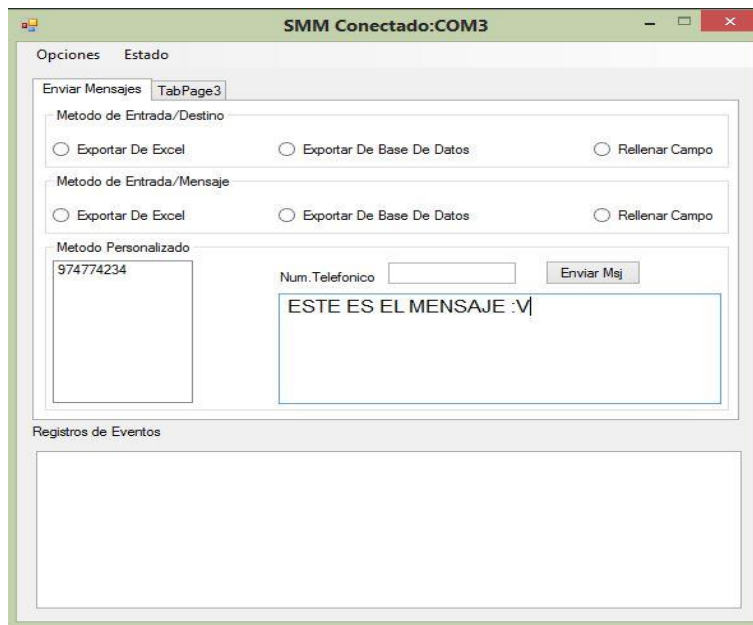 SMM Conectado:COM3
Opciones Estado
Enviar Mensajes TabPage3
Metodo de Entrada/Destino
Exportar De Excel Exportar De Base De Datos Rellenar Campo
Metodo de Entrada/Mensaje
Exportar De Excel Exportar De Base De Datos Rellenar Campo
Metodo Personalizado
974774234
Num.Telefonico Enviar Msj
ESTE ES EL MENSAJE :V
Registros de Eventos